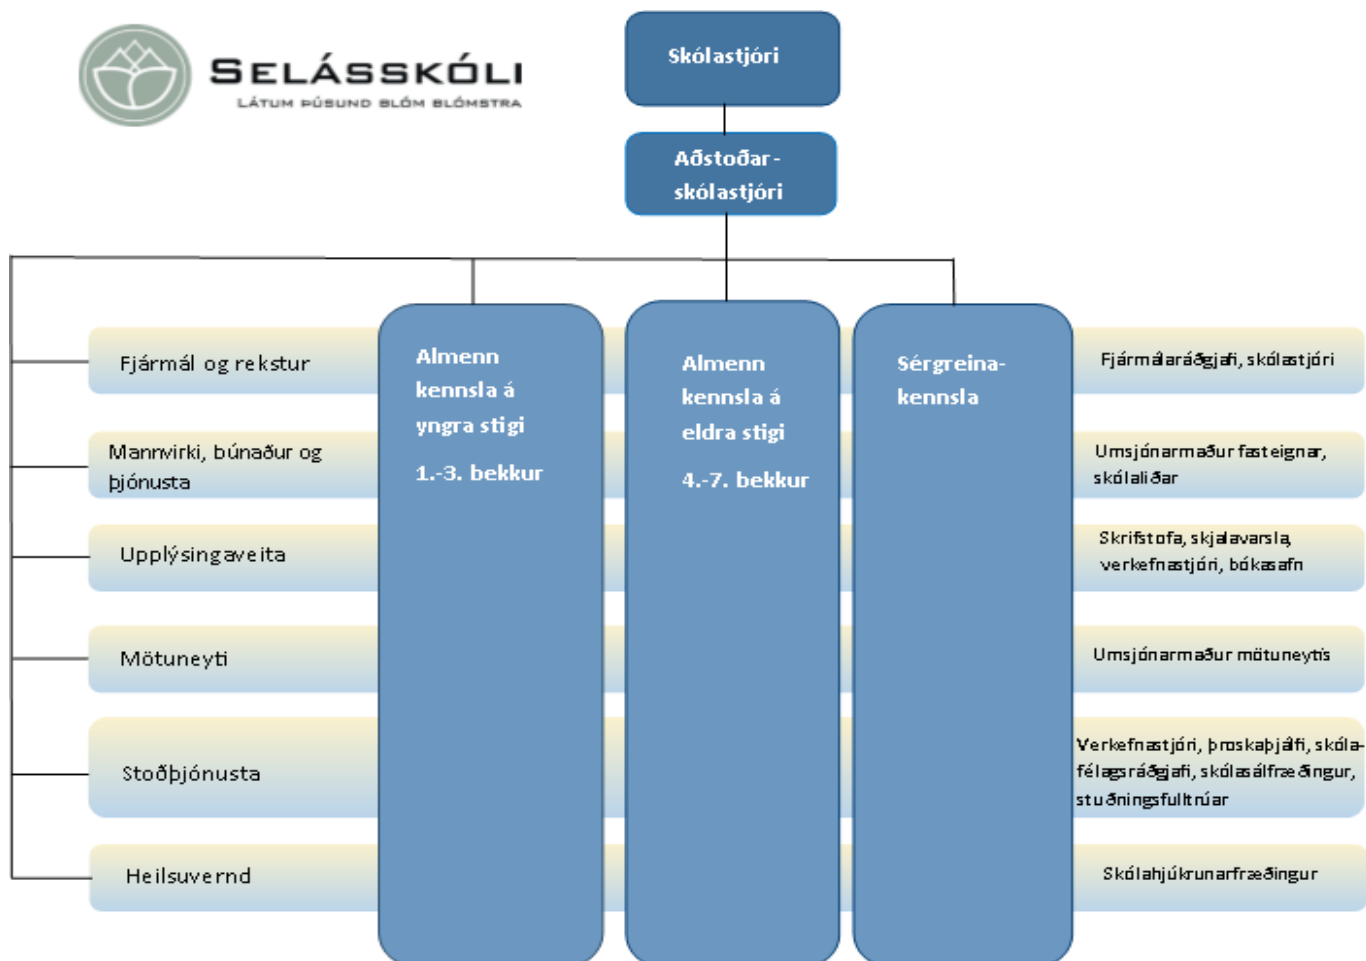 SELÁSSKÓLI
LÁTUM ÞÚSUND BLÓM BLÓMSTRA
Skólastjóri
Aðstoðar-
skólastjóri
Almenn
kennsla á
yngra stigi
1.-3. bekkur
Almenn
kennsla á
eldra stigi
4.-7. bekkur
Sérgreina-
kennsla
Fjármál og rekstur
Fjármálaráðgjafi, skólastjóri
Mannvirki, búnaður og
þjónusta
Umsjónarmaður fasteignar,
skólaliðar
Upplýsingaveita
Skrifstofa, skjalavarsla,
verkefnastjóri, bókasafn
Mötuneyti
Umsjónarmaður mötuneytis
Stoðþjónusta
Verkefnastjóri, þroskaþjálfi, skóla-
félagsráðgjafi, skólasálfræðingur,
stuðningsfulltrúar
Heilsuvernd
Skólahjúkrunarfræðingur